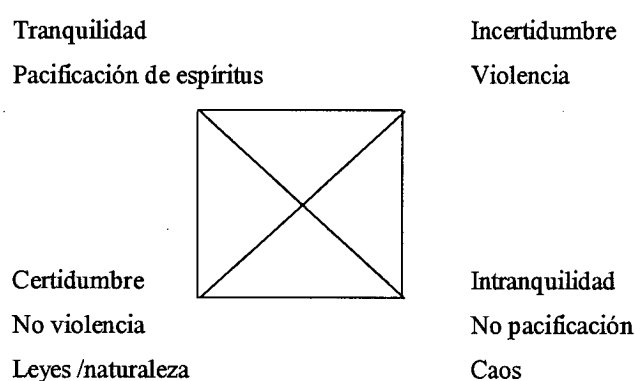 Tranquilidad
Pacificación de espíritus
Incertidumbre
Violencia
Certidumbre
No violencia
Leyes /naturaleza
Intranquilidad
No pacificación
Caos